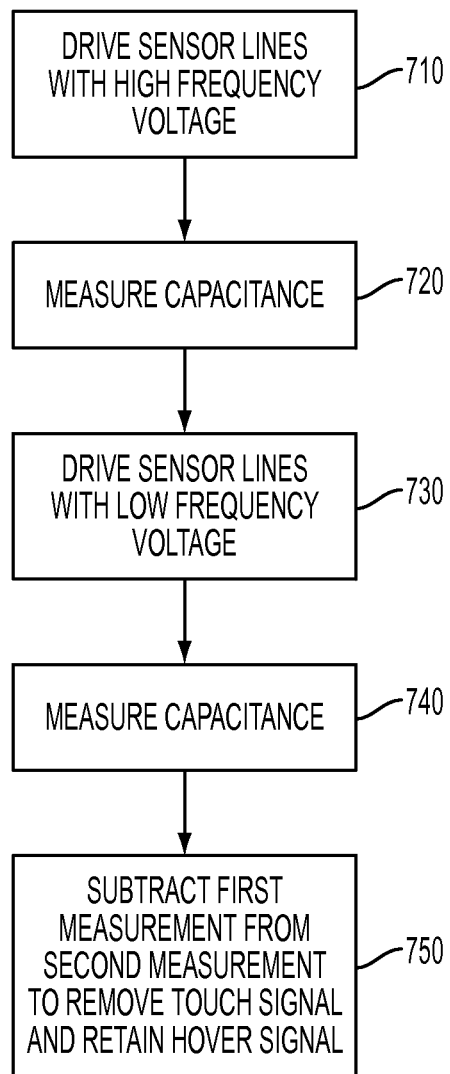 DRIVE SENSOR LINES
WITH HIGH FREQUENCY
VOLTAGE
710
MEASURE CAPACITANCE
720
DRIVE SENSOR LINES
WITH LOW FREQUENCY
VOLTAGE
730
MEASURE CAPACITANCE
740
SUBTRACT FIRST
MEASUREMENT FROM
SECOND MEASUREMENT
TO REMOVE TOUCH SIGNAL
AND RETAIN HOVER SIGNAL
750